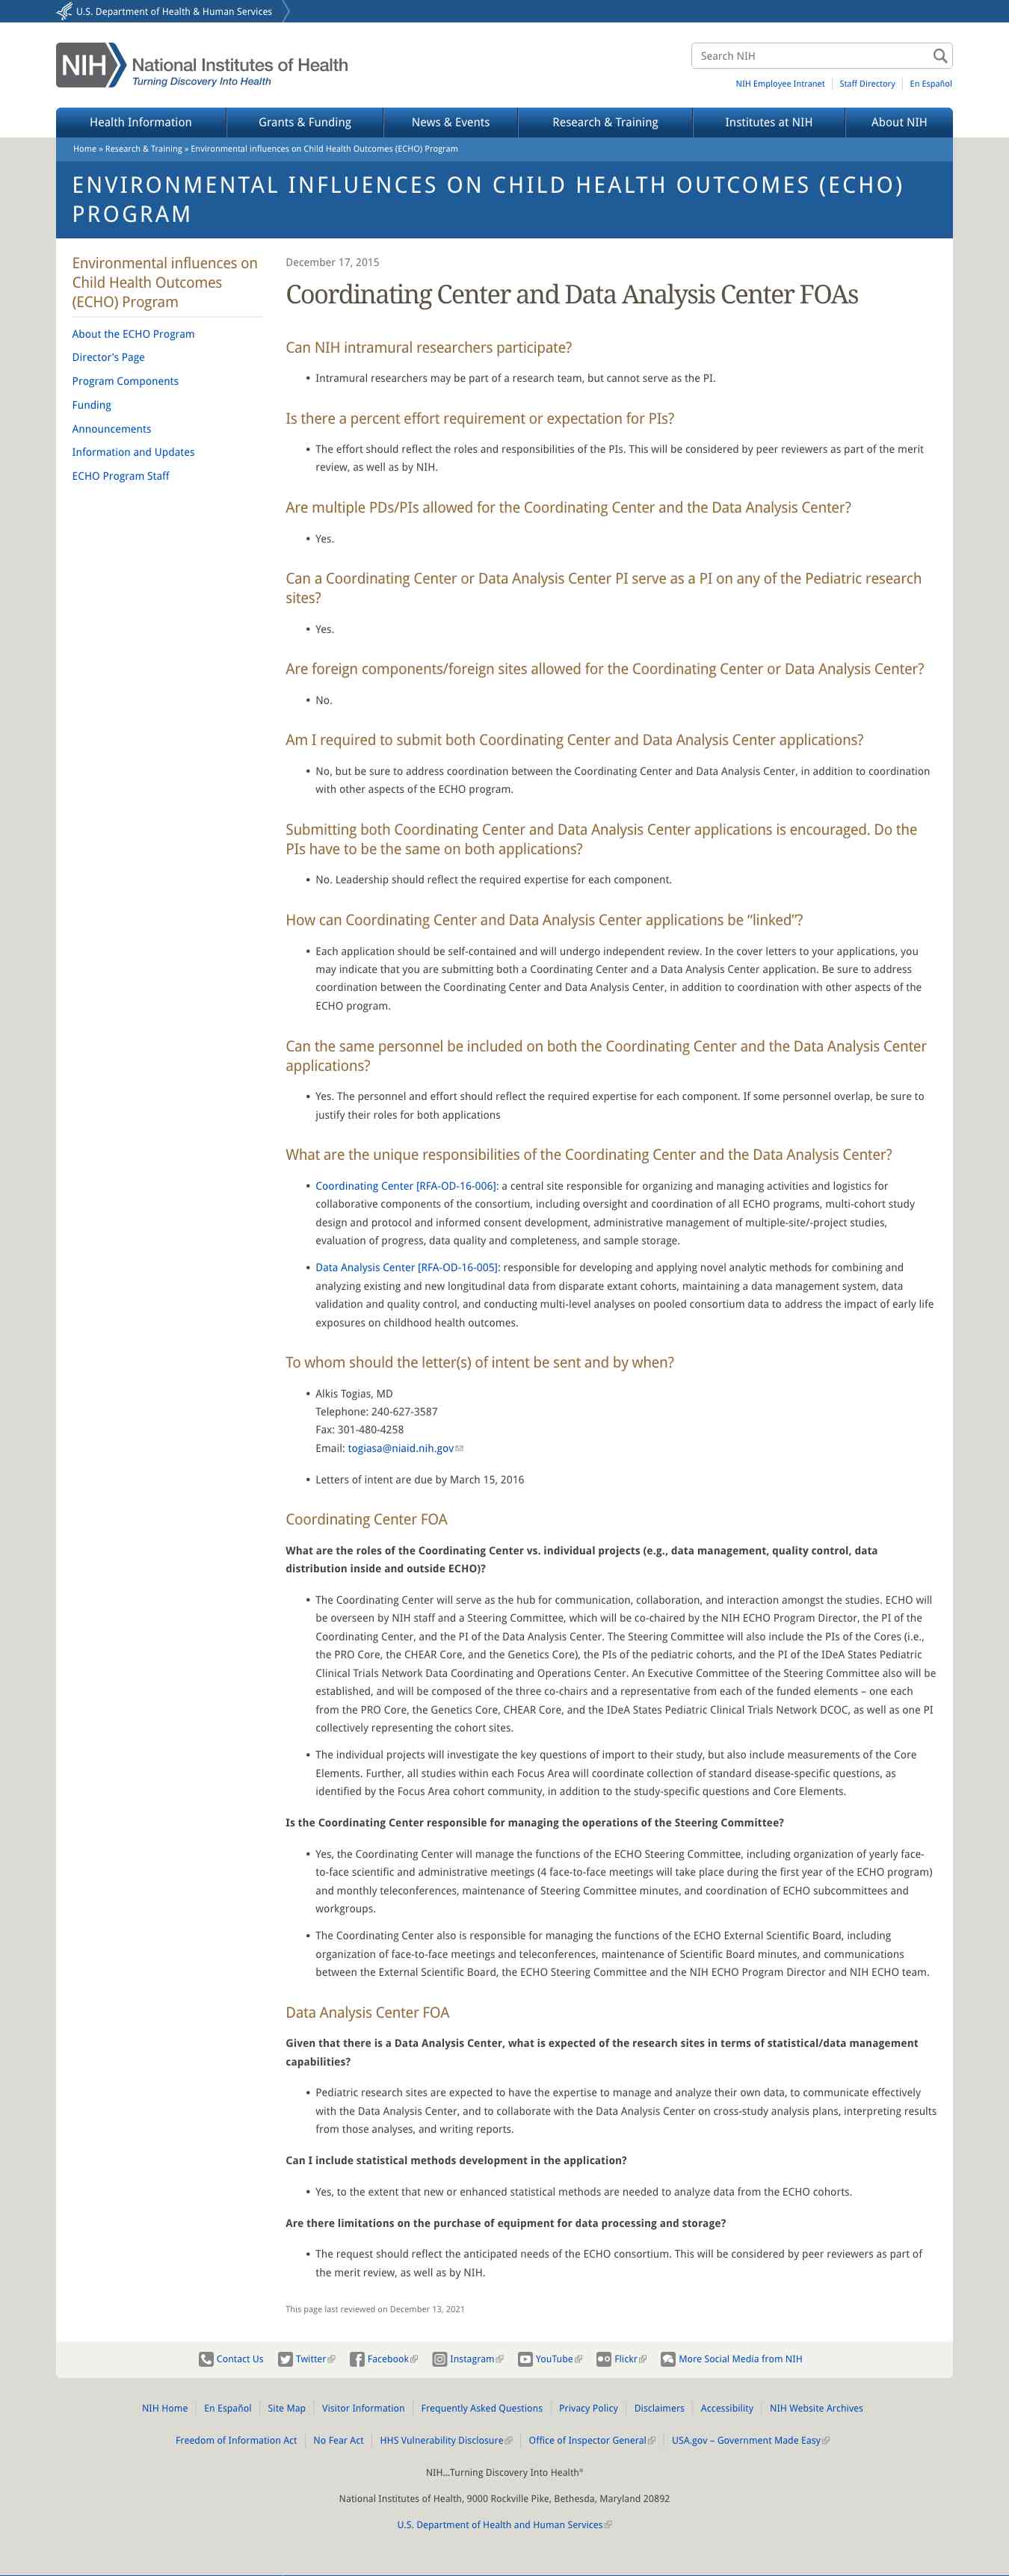 U.S. Department of Health & Human Services
NIH National Institutes of Health
Turning Discovery Into Health
Search NIH
NIH Employee Intranet
Staff Directory
En Español
Health Information
Grants & Funding
News & Events
Research & Training
Institutes at NIH
About NIH
Home » Research & Training » Environmental influences on Child Health Outcomes (ECHO) Program
ENVIRONMENTAL INFLUENCES ON CHILD HEALTH OUTCOMES (ECHO)
PROGRAM
Environmental influences on
Child Health Outcomes
(ECHO) Program
About the ECHO Program
Director's Page
Program Components
Funding
Announcements
Information and Updates
ECHO Program Staff
December 17, 2015
Coordinating Center and Data Analysis Center FOAs
Can NIH intramural researchers participate?
• Intramural researchers may be part of a research team, but cannot serve as the PI.
Is there a percent effort requirement or expectation for PIs?
• The effort should reflect the roles and responsibilities of the PIs. This will be considered by peer reviewers as part of the merit
review, as well as by NIH.
Are multiple PDs/PIs allowed for the Coordinating Center and the Data Analysis Center?
• Yes.
Can a Coordinating Center or Data Analysis Center PI serve as a PI on any of the Pediatric research
sites?
• Yes.
Are foreign components/foreign sites allowed for the Coordinating Center or Data Analysis Center?
• No.
Am I required to submit both Coordinating Center and Data Analysis Center applications?
• No, but be sure to address coordination between the Coordinating Center and Data Analysis Center, in addition to coordination
with other aspects of the ECHO program.
Submitting both Coordinating Center and Data Analysis Center applications is encouraged. Do the
PIs have to be the same on both applications?
• No. Leadership should reflect the required expertise for each component.
How can Coordinating Center and Data Analysis Center applications be “linked”?
• Each application should be self-contained and will undergo independent review. In the cover letters to your applications, you
may indicate that you are submitting both a Coordinating Center and a Data Analysis Center application. Be sure to address
coordination between the Coordinating Center and Data Analysis Center, in addition to coordination with other aspects of the
ECHO program.
Can the same personnel be included on both the Coordinating Center and the Data Analysis Center
applications?
• Yes. The personnel and effort should reflect the required expertise for each component. If some personnel overlap, be sure to
justify their roles for both applications
What are the unique responsibilities of the Coordinating Center and the Data Analysis Center?
• Coordinating Center [RFA-OD-16-006]: a central site responsible for organizing and managing activities and logistics for
collaborative components of the consortium, including oversight and coordination of all ECHO programs, multi-cohort study
design and protocol and informed consent development, administrative management of multiple-site/-project studies,
evaluation of progress, data quality and completeness, and sample storage.
• Data Analysis Center [RFA-OD-16-005]: responsible for developing and applying novel analytic methods for combining and
analyzing existing and new longitudinal data from disparate extant cohorts, maintaining a data management system, data
validation and quality control, and conducting multi-level analyses on pooled consortium data to address the impact of early life
exposures on childhood health outcomes.
To whom should the letter(s) of intent be sent and by when?
• Alkis Togias, MD
Telephone: 240-627-3587
Fax: 301-480-4258
Email: togiasa@niaid.nih.gov
• Letters of intent are due by March 15, 2016
Coordinating Center FOA
What are the roles of the Coordinating Center vs. individual projects (e.g., data management, quality control, data
distribution inside and outside ECHO)?
• The Coordinating Center will serve as the hub for communication, collaboration, and interaction amongst the studies. ECHO will
be overseen by NIH staff and a Steering Committee, which will be co-chaired by the NIH ECHO Program Director, the PI of the
Coordinating Center, and the PI of the Data Analysis Center. The Steering Committee will also include the PIs of the Cores (i.e.,
the PRO Core, the CHEAR Core, and the Genetics Core), the PIs of the pediatric cohorts, and the PI of the IDeA States Pediatric
Clinical Trials Network Data Coordinating and Operations Center. An Executive Committee of the Steering Committee also will be
established, and will be composed of the three co-chairs and a representative from each of the funded elements – one each
from the PRO Core, the Genetics Core, CHEAR Core, and the IDeA States Pediatric Clinical Trials Network DCOC, as well as one PI
collectively representing the cohort sites.
• The individual projects will investigate the key questions of import to their study, but also include measurements of the Core
Elements. Further, all studies within each Focus Area will coordinate collection of standard disease-specific questions, as
identified by the Focus Area cohort community, in addition to the study-specific questions and Core Elements.
Is the Coordinating Center responsible for managing the operations of the Steering Committee?
• Yes, the Coordinating Center will manage the functions of the ECHO Steering Committee, including organization of yearly face-
to-face scientific and administrative meetings (4 face-to-face meetings will take place during the first year of the ECHO program)
and monthly teleconferences, maintenance of Steering Committee minutes, and coordination of ECHO subcommittees and
workgroups.
• The Coordinating Center also is responsible for managing the functions of the ECHO External Scientific Board, including
organization of face-to-face meetings and teleconferences, maintenance of Scientific Board minutes, and communications
between the External Scientific Board, the ECHO Steering Committee and the NIH ECHO Program Director and NIH ECHO team.
Data Analysis Center FOA
Given that there is a Data Analysis Center, what is expected of the research sites in terms of statistical/data management
capabilities?
• Pediatric research sites are expected to have the expertise to manage and analyze their own data, to communicate effectively
with the Data Analysis Center, and to collaborate with the Data Analysis Center on cross-study analysis plans, interpreting results
from those analyses, and writing reports.
Can I include statistical methods development in the application?
• Yes, to the extent that new or enhanced statistical methods are needed to analyze data from the ECHO cohorts.
Are there limitations on the purchase of equipment for data processing and storage?
• The request should reflect the anticipated needs of the ECHO consortium. This will be considered by peer reviewers as part of
the merit review, as well as by NIH.
This page last reviewed on December 13, 2021
Contact Us
Twitter
Facebook
Instagram
YouTube
Flickr
More Social Media from NIH
NIH Home
En Español
Site Map
Visitor Information
Frequently Asked Questions
Privacy Policy
Disclaimers
Accessibility
NIH Website Archives
Freedom of Information Act
No Fear Act
HHS Vulnerability Disclosure
Office of Inspector General
USA.gov – Government Made Easy
NIH...Turning Discovery Into Health®
National Institutes of Health, 9000 Rockville Pike, Bethesda, Maryland 20892
U.S. Department of Health and Human Services